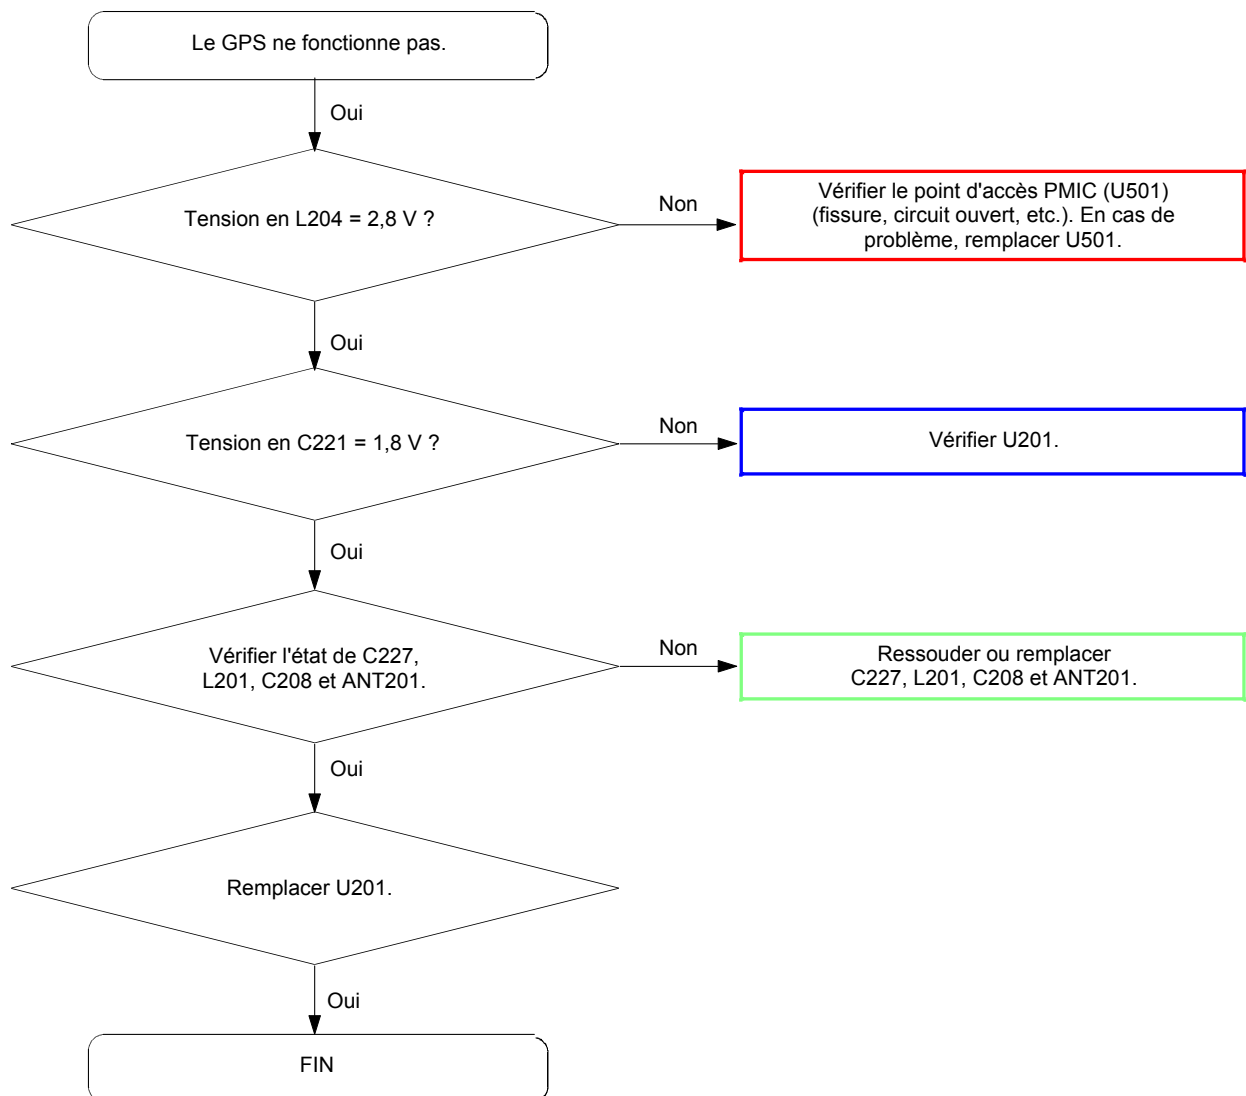 Le GPS ne fonctionne pas.
Oui
Tension en L204 = 2,8 V ?
Non
Vérifier le point d'accès PMIC (U501)
(fissure, circuit ouvert, etc.). En cas de
problème, remplacer U501.
Oui
Tension en C221 = 1,8 V ?
Non
Vérifier U201.
Oui
Vérifier l'état de C227,
L201, C208 et ANT201.
Non
Ressouder ou remplacer
C227, L201, C208 et ANT201.
Oui
Remplacer U201.
Oui
FIN